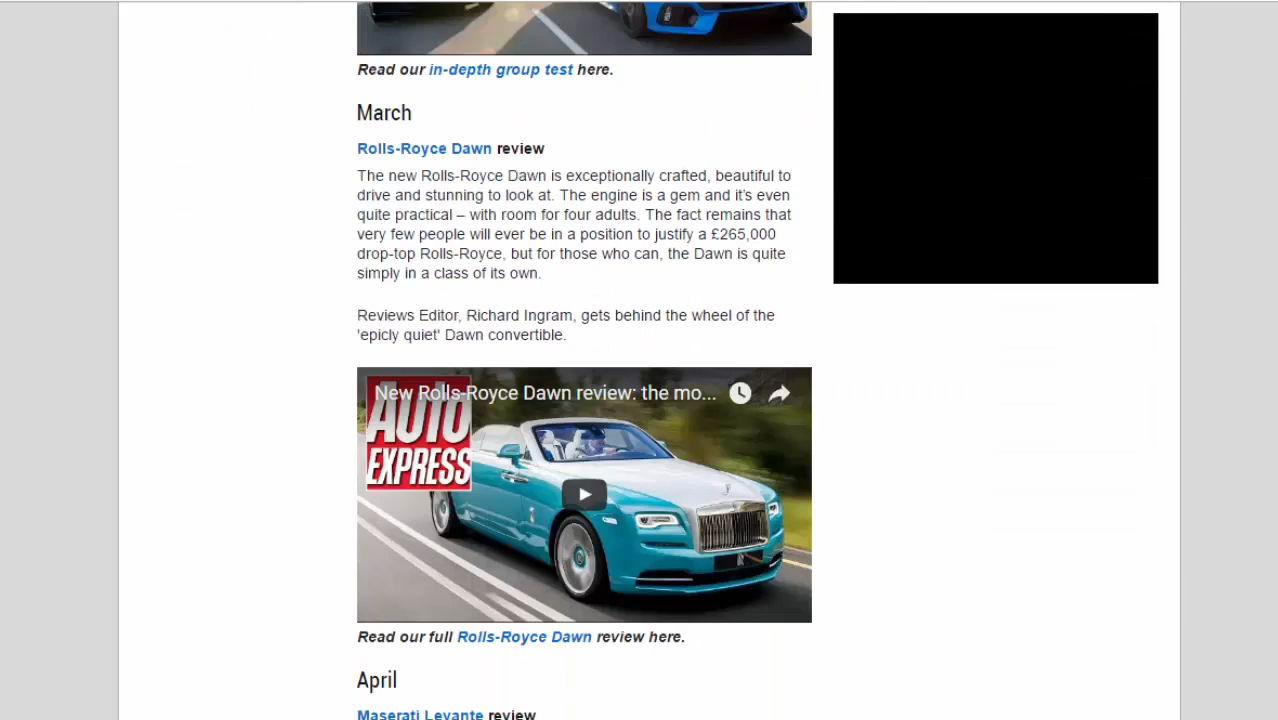 Read our in-depth group test here.
March
Rolls-Royce Dawn review
The new Rolls-Royce Dawn is exceptionally crafted, beautiful to
drive and stunning to look at. The engine is a gem and it’s even
quite practical – with room for four adults. The fact remains that
very few people will ever be in a position to justify a £265,000
drop-top Rolls-Royce, but for those who can, the Dawn is quite
simply in a class of its own.
Reviews Editor, Richard Ingram, gets behind the wheel of the
'epicly quiet' Dawn convertible.
New Rolls-Royce Dawn review: the mo...
AUTO
EXPRESS
Read our full Rolls-Royce Dawn review here.
April
Maserati Levante review